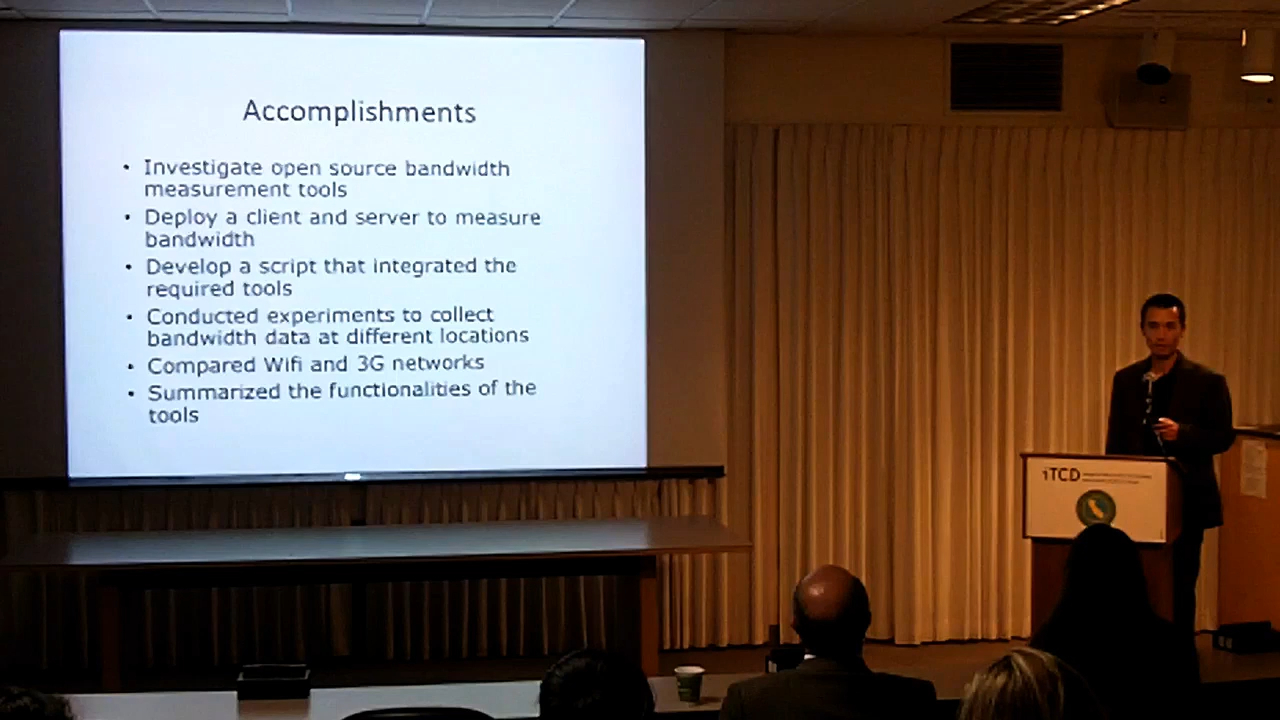 Accomplishments
• Investigate open source bandwidth
measurement tools
• Deploy a client and server to measure
bandwidth
• Develop a script that integrated the
required tools
• Conducted experiments to collect
bandwidth data at different locations
• Compared Wifi and 3G networks
• Summarized the functionalities of the
tools
iTCD